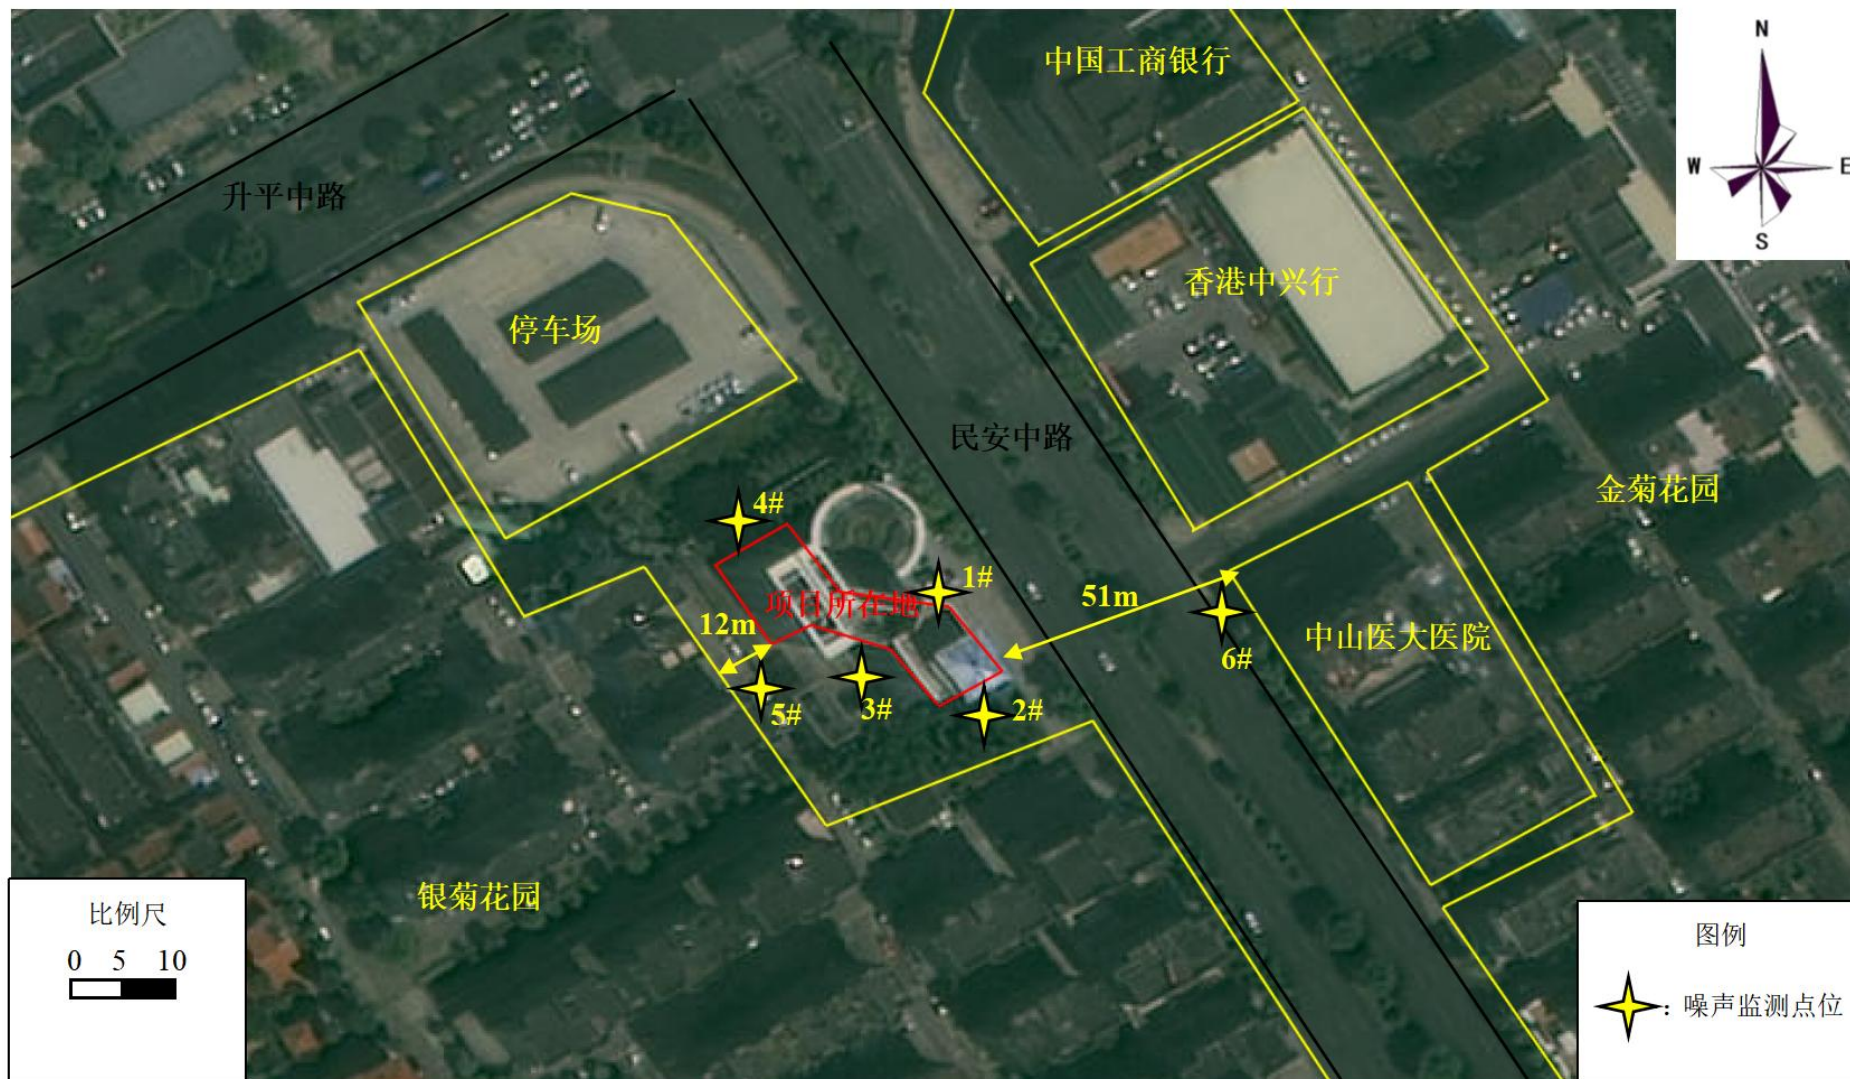 中国工商银行
N
W
E
S
升平中路
香港中兴行
停车场
民安中路
金菊花园
4#
1#
项目所在地
51m
12m
中山医大医院
6#
3#
5#
2#
银菊花园
比例尺
0 5 10
图例
：噪声监测点位